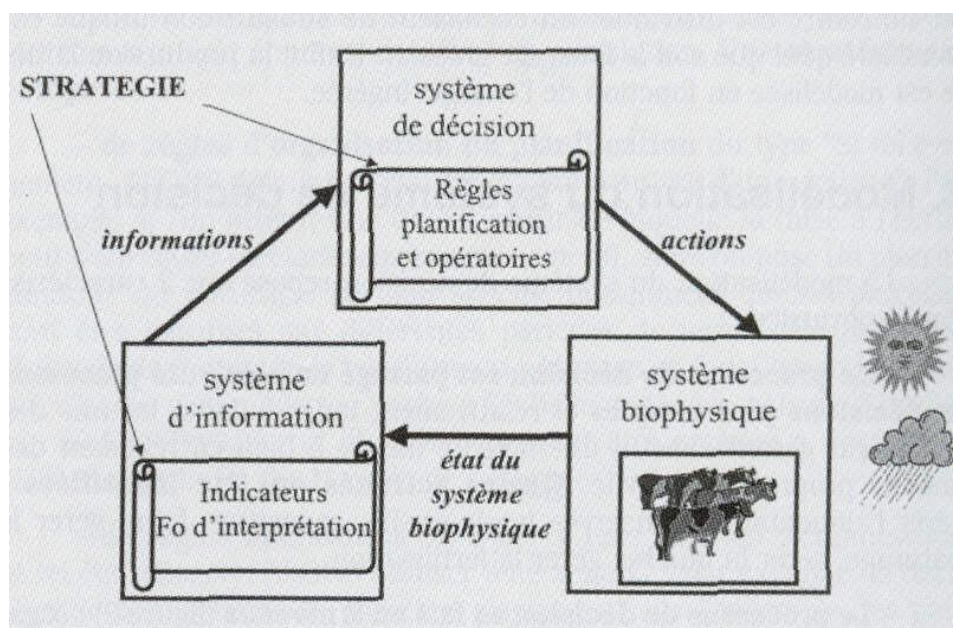 STRATEGIE
système
de décision
Règles
planification
et opératoires
informations
actions
système
d'information
Indicateurs
Fo d'interprétation
état du
système
biophysique
système
biophysique